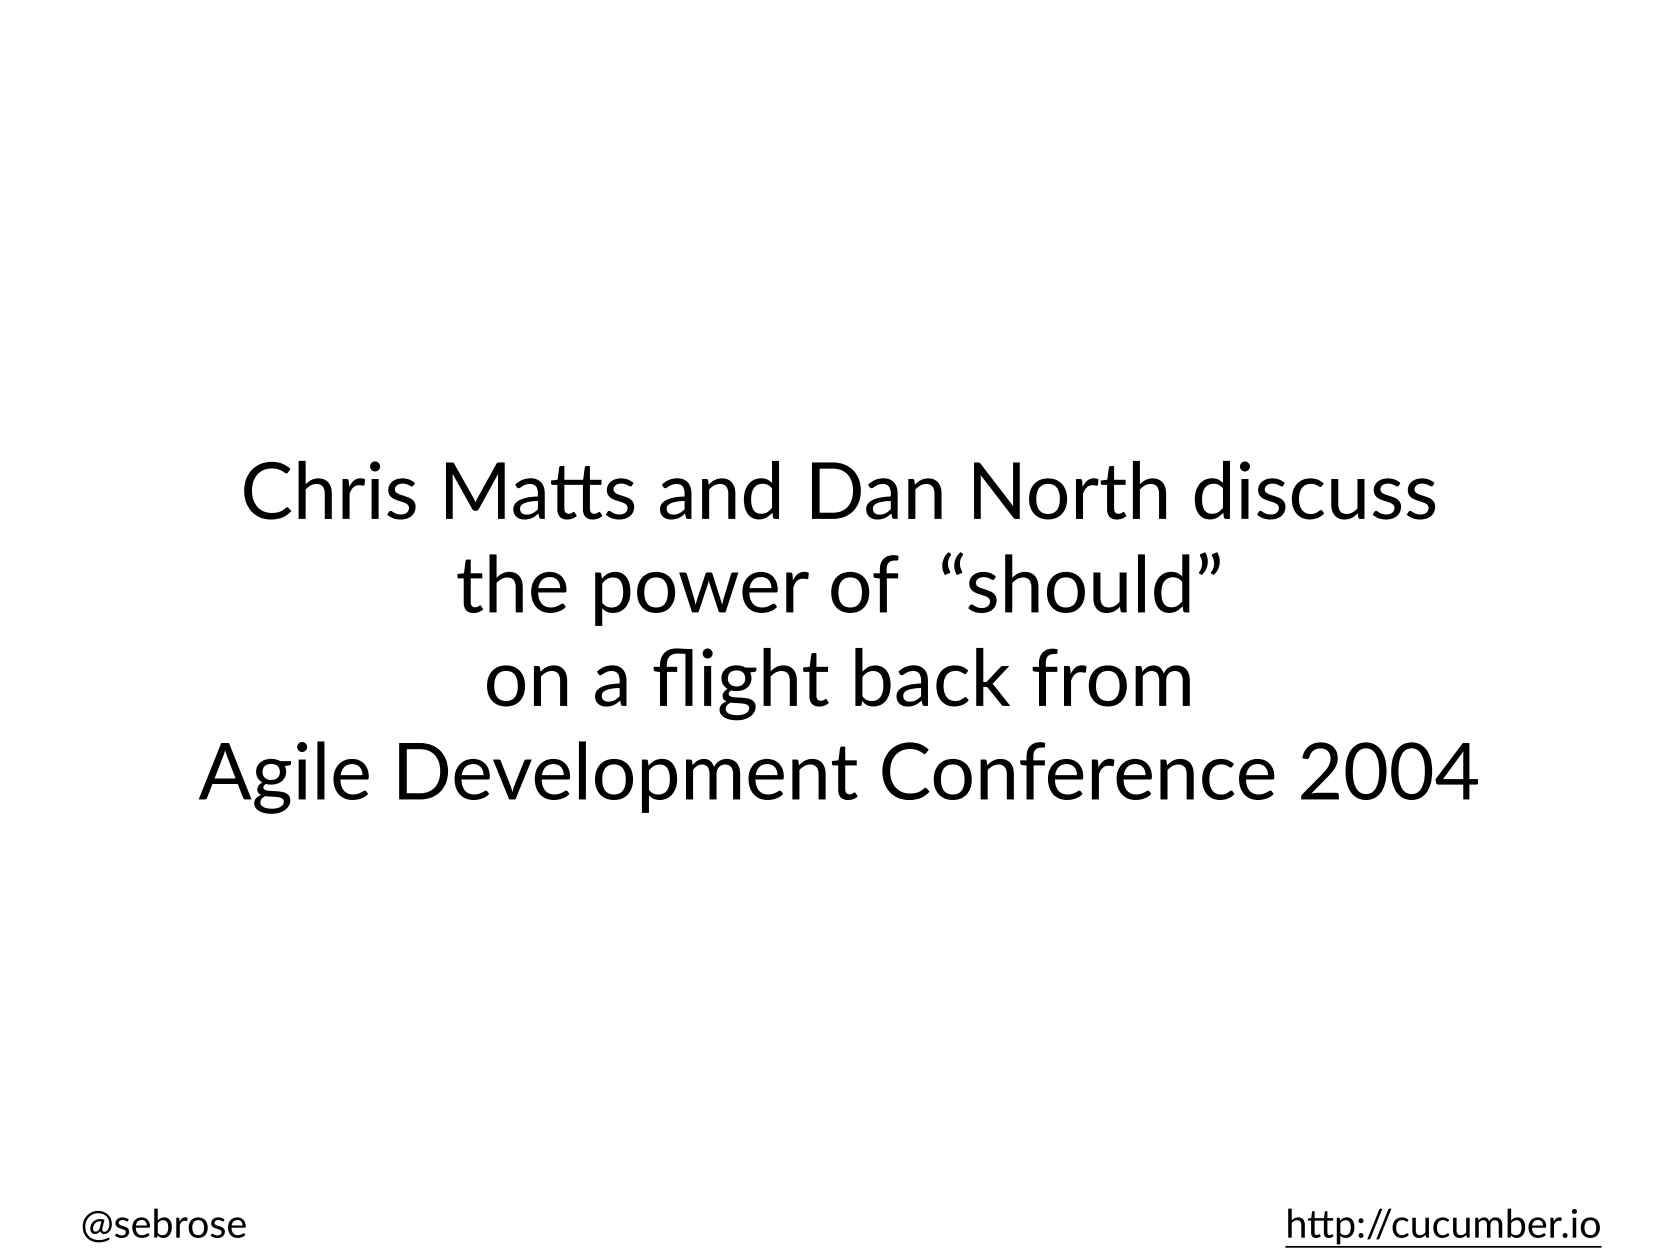 Chris Matts and Dan North discuss
the power of “should”
on a flight back from
Agile Development Conference 2004
@sebrose
http://cucumber.io